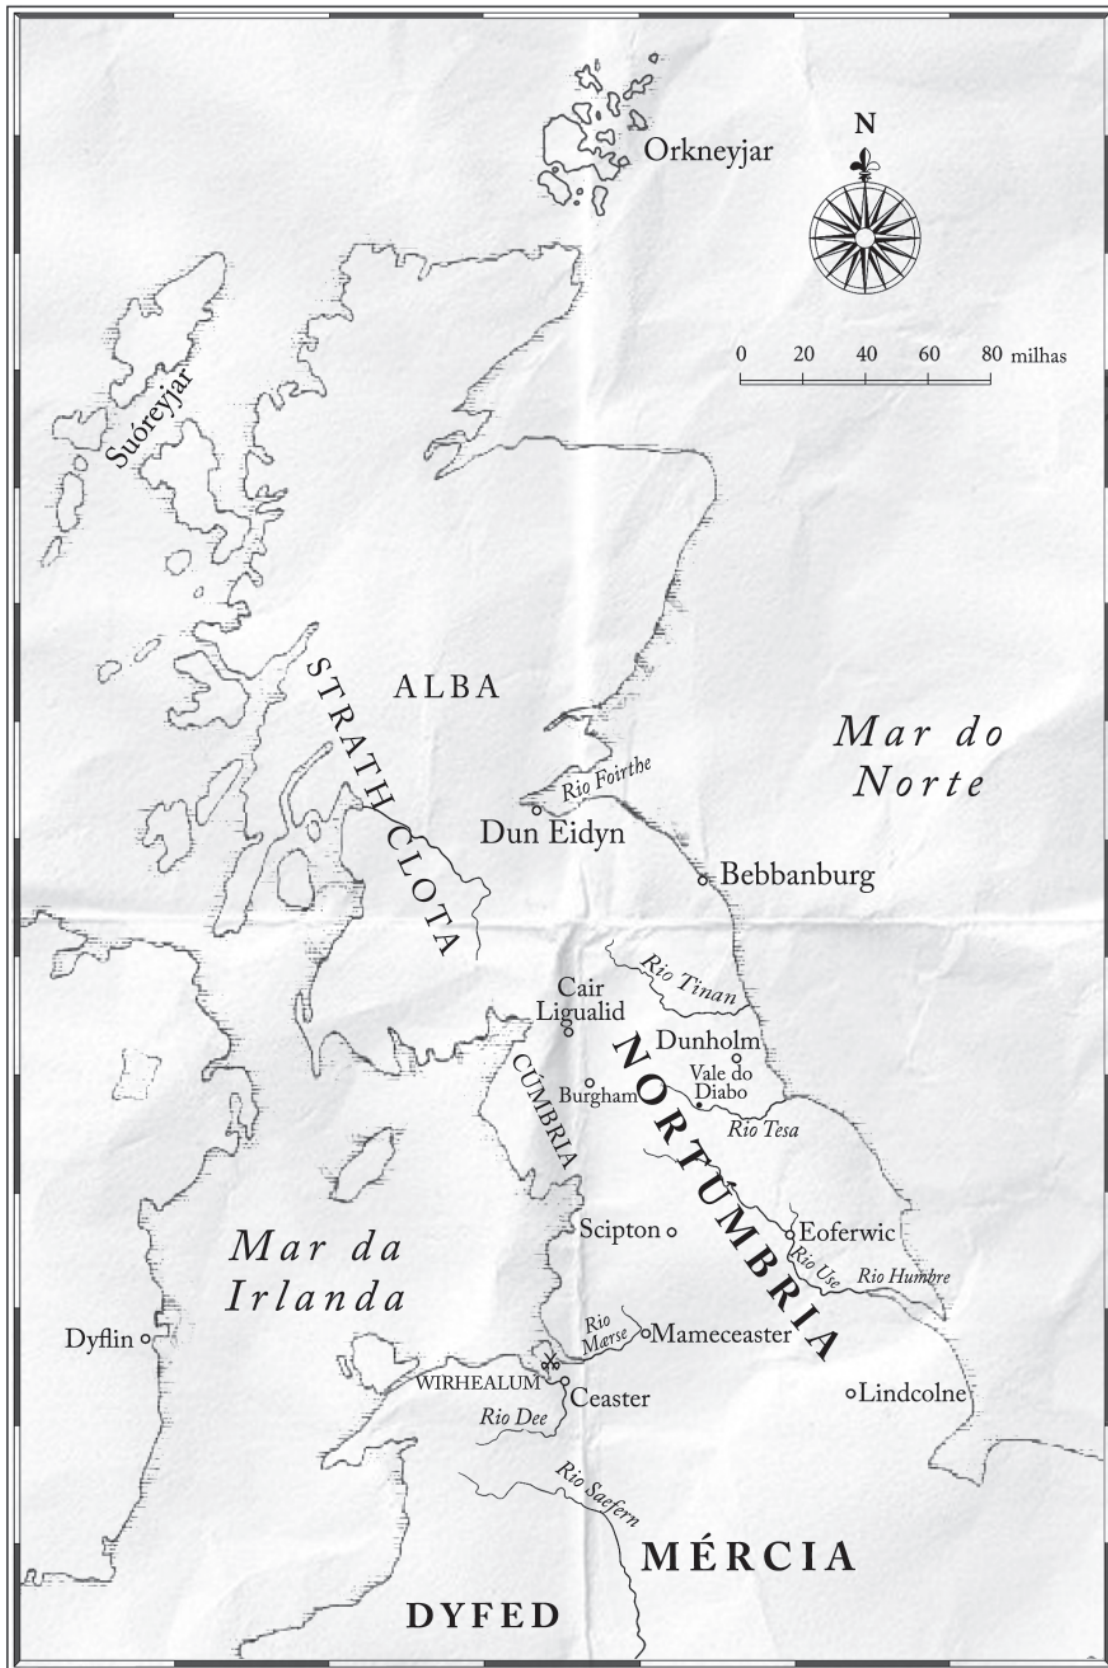 Orkneyjar
N
0 20 40 60 80 milhas
Suóreyjar
STRATH CLOTA
ALBA
Mar do
Norte
Rio Foirthe
Dun Eidyn
Bebbanburg
Rio Tinan
Cair
Ligualid
Dunholm
Vale do
Diabo
Burgham
CÚMBRIA
NORTÚMBRIA
Rio Tesa
Scipton
Eoferwic
Rio Use
Rio Humbre
Mar da
Irlanda
Dyflin
Rio
Mærse
Mameceaster
WIRHEALUM
Ceaster
Rio Dee
Lindcolne
Rio Saefern
MÉRCIA
DYFED